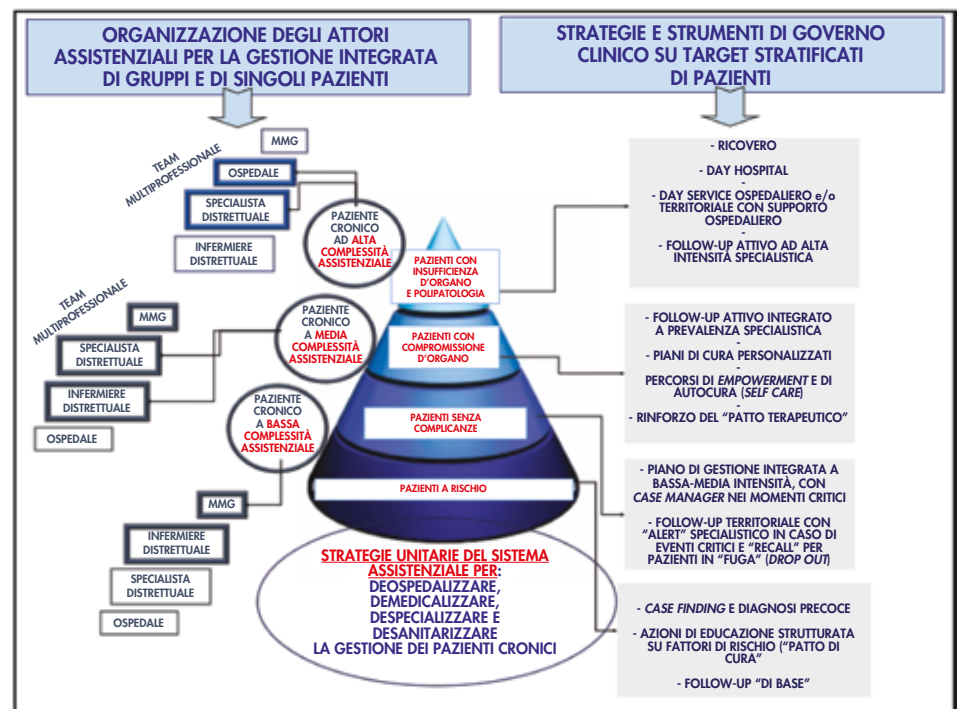 ORGANIZZAZIONE DEGLI ATTORI
ASSISTENZIALI PER LA GESTIONE INTEGRATA
DI GRUPPI E DI SINGOLI PAZIENTI
STRATEGIE E STRUMENTI DI GOVERNO
CLINICO SU TARGET STRATIFICATI
DI PAZIENTI
TEAM
MULTIPROFESSIONALE
MMG
OSPEDALE
SPECIALISTA
DISTRETTUALE
INFERMIERE
DISTRETTUALE
PAZIENTE
CRONICO
AD ALTA
COMPLESSITÀ
ASSISTENZIALE
PAZIENTI CON
INSUFFICIENZA
D'ORGANO
E POLIPATOLOGIA
- RICOVERO
-
- DAY HOSPITAL
-
- DAY SERVICE OSPEDALIERO e/o
TERRITORIALE CON SUPPORTO
OSPEDALIERO
-
- FOLLOW-UP ATTIVO AD ALTA
INTENSITÀ SPECIALISTICA
TEAM
MULTIPROFESSIONALE
MMG
SPECIALISTA
DISTRETTUALE
INFERMIERE
DISTRETTUALE
OSPEDALE
PAZIENTE
CRONICO
A MEDIA
COMPLESSITÀ
ASSISTENZIALE
PAZIENTI CON
COMPROMISSIONE
D'ORGANO
- FOLLOW-UP ATTIVO INTEGRATO
A PREVALENZA SPECIALISTICA
-
- PIANI DI CURA PERSONALIZZATI
-
PERCORSI DI EMPOWERMENT E DI
AUTOCURA (SELF CARE)
-
- RINFORZO DEL "PATTO TERAPEUTICO"
PAZIENTE
CRONICO
A BASSA
COMPLESSITÀ
ASSISTENZIALE
PAZIENTI SENZA
COMPLICANZE
- PIANO DI GESTIONE INTEGRATA A
BASSA-MEDIA INTENSITÀ, CON
CASE MANAGER NEI MOMENTI CRITICI
- FOLLOW-UP TERRITORIALE CON
"ALERT" SPECIALISTICO IN CASO DI
EVENTI CRITICI E "RECALL" PER
PAZIENTI IN "FUGA" (DROP OUT)
PAZIENTI A RISCHIO
MMG
INFERMIERE
DISTRETTUALE
SPECIALISTA
DISTRETTUALE
OSPEDALE
STRATEGIE UNITARIE DEL SISTEMA
ASSISTENZIALE PER:
DEOSPEDALIZZARE,
DEMEDICALIZZARE,
DESPECIALIZZARE E
DESANITARIZZARE
LA GESTIONE DEI PAZIENTI CRONICI
- CASE FINDING E DIAGNOSI PRECOCE
- AZIONI DI EDUCAZIONE STRUTTURATA
SU FATTORI DI RISCHIO ("PATTO DI
CURA"
- FOLLOW-UP "DI BASE"